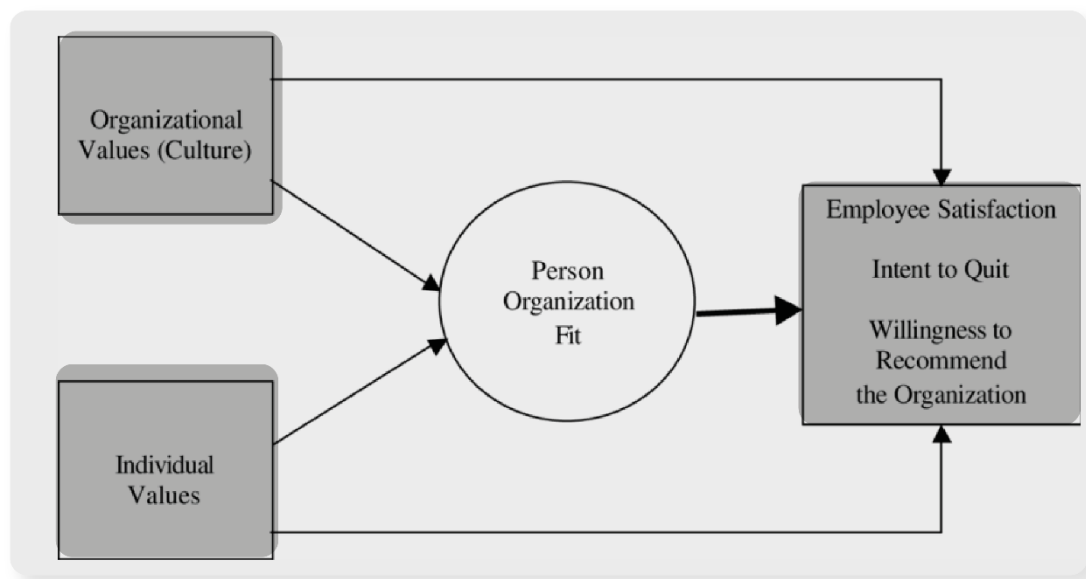 Organizational
Values (Culture)
Person
Organization
Fit
Employee Satisfaction
Intent to Quit
Willingness to
Recommend
the Organization
Individual
Values